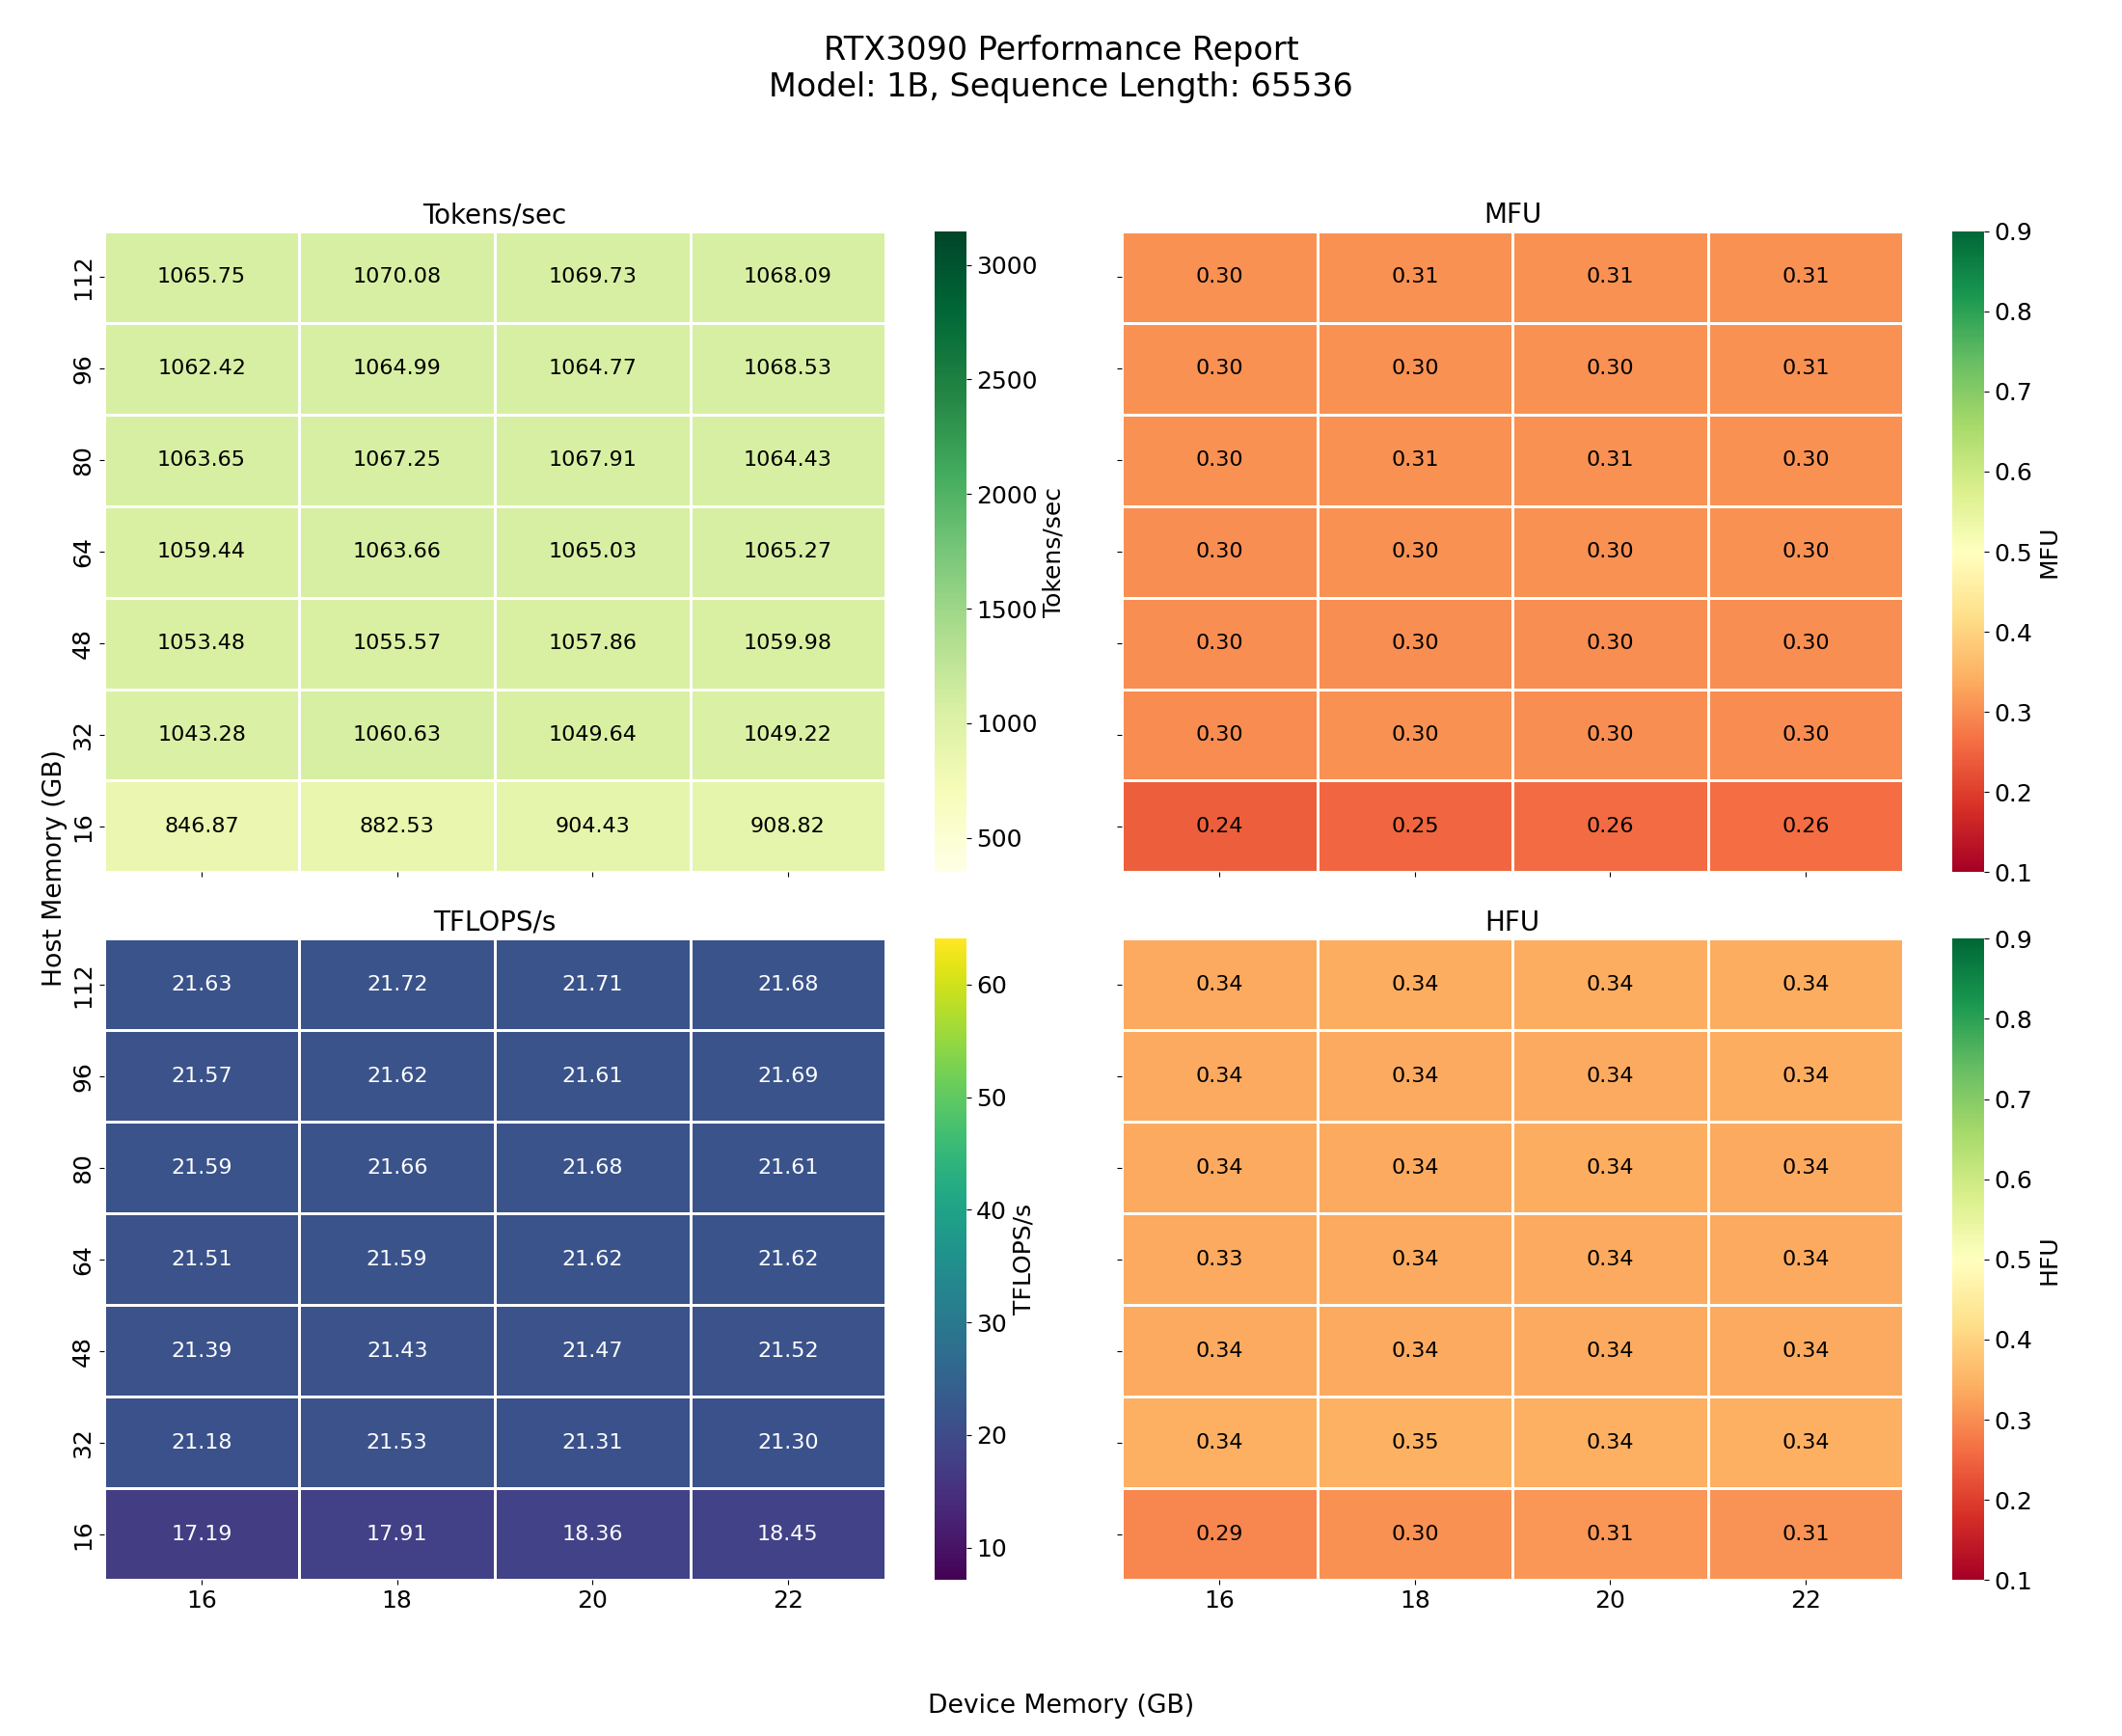 RTX3090 Performance Report
Model: 1B, Sequence Length: 65536
Tokens/sec
112 1065.75 1070.08 1069.73 1068.09
96 1062.42 1064.99 1064.77 1068.53
80 1063.65 1067.25 1067.91 1064.43
64 1059.44 1063.66 1065.03 1065.27
48 1053.48 1055.57 1057.86 1059.98
32 1043.28 1060.63 1049.64 1049.22
16 846.87 882.53 904.43 908.82
3000
2500
2000
1500
1000
500
Tokens/sec
MFU
0.30 0.31 0.31 0.31
0.30 0.30 0.30 0.31
0.30 0.31 0.31 0.30
0.30 0.30 0.30 0.30
0.30 0.30 0.30 0.30
0.30 0.30 0.30 0.30
0.24 0.25 0.26 0.26
0.9
0.8
0.7
0.6
0.5
0.4
0.3
0.2
0.1
MFU
Host Memory (GB)
TFLOPS/s
112 21.63 21.72 21.71 21.68
96 21.57 21.62 21.61 21.69
80 21.59 21.66 21.68 21.61
64 21.51 21.59 21.62 21.62
48 21.39 21.43 21.47 21.52
32 21.18 21.53 21.31 21.30
16 17.19 17.91 18.36 18.45
16 18 20 22
60
50
40
30
20
10
TFLOPS/s
HFU
0.34 0.34 0.34 0.34
0.34 0.34 0.34 0.34
0.34 0.34 0.34 0.34
0.33 0.34 0.34 0.34
0.34 0.34 0.34 0.34
0.34 0.35 0.34 0.34
0.29 0.30 0.31 0.31
16 18 20 22
0.9
0.8
0.7
0.6
0.5
0.4
0.3
0.2
0.1
HFU
Device Memory (GB)